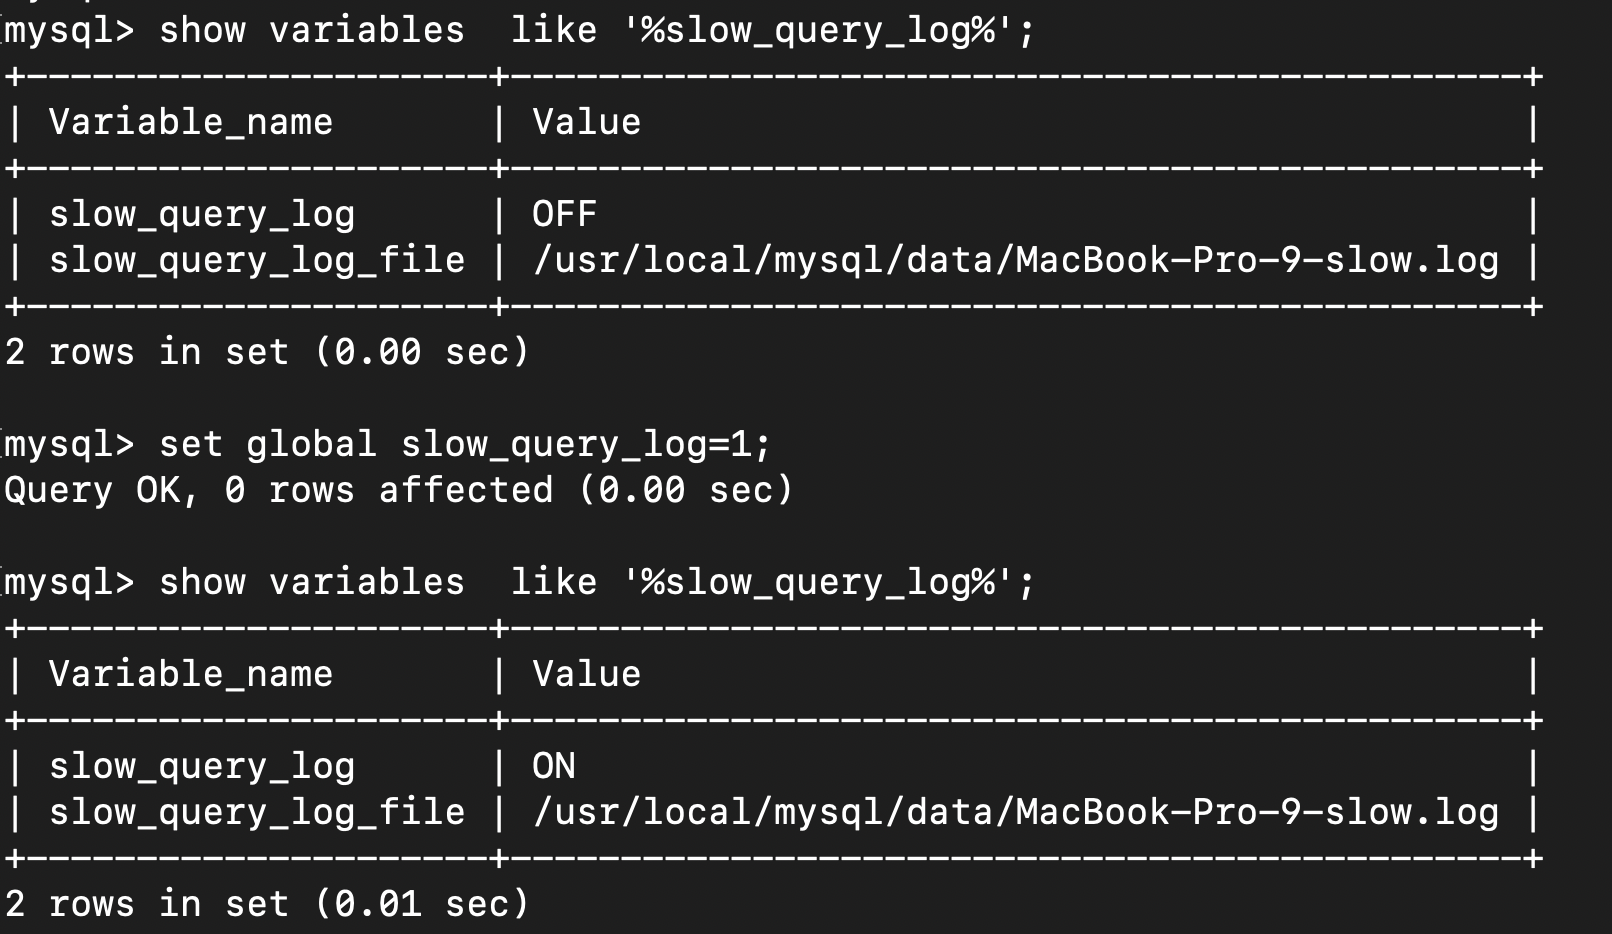 mysql> show variables  like '%slow_query_log%';
+---------------------+-----------------------------------------------+
| Variable_name       | Value                                         |
+---------------------+-----------------------------------------------+
| slow_query_log      | OFF                                           |
| slow_query_log_file | /usr/local/mysql/data/MacBook-Pro-9-slow.log |
+---------------------+-----------------------------------------------+
2 rows in set (0.00 sec)

mysql> set global slow_query_log=1;
Query OK, 0 rows affected (0.00 sec)

mysql> show variables  like '%slow_query_log%';
+---------------------+-----------------------------------------------+
| Variable_name       | Value                                         |
+---------------------+-----------------------------------------------+
| slow_query_log      | ON                                            |
| slow_query_log_file | /usr/local/mysql/data/MacBook-Pro-9-slow.log |
+---------------------+-----------------------------------------------+
2 rows in set (0.01 sec)